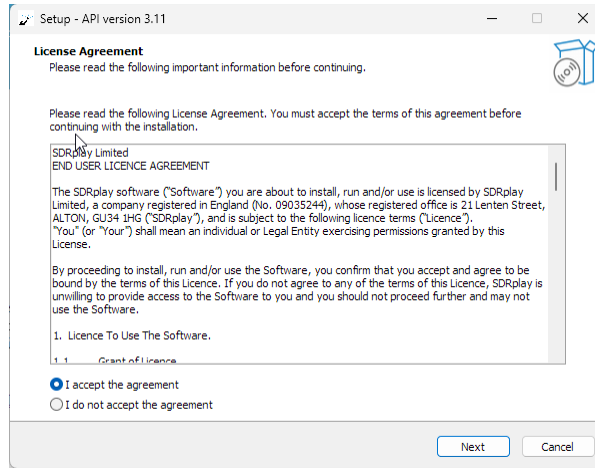 Setup - API version 3.11
License Agreement
Please read the following important information before continuing.
Please read the following License Agreement. You must accept the terms of this agreement before
continuing with the installation.
SDRplay Limited
END USER LICENCE AGREEMENT
The SDRplay software ("Software") you are about to install, run and/or use is licensed by SDRplay
Limited, a company registered in England (No. 09035244), whose registered office is 21 Lenten Street,
ALTON, GU34 1HG ("SDRplay"), and is subject to the following licence terms ("Licence").
"You" (or "Your") shall mean an individual or Legal Entity exercising permissions granted by this
License.
By proceeding to install, run and/or use the Software, you confirm that you accept and agree to be
bound by the terms of this Licence. If you do not agree to any of the terms of this Licence, SDRplay is
unwilling to provide access to the Software to you and you should not proceed further and may not
use the Software.
1. Licence To Use The Software.
1.1 Grant of Licence
I accept the agreement
I do not accept the agreement
Next Cancel